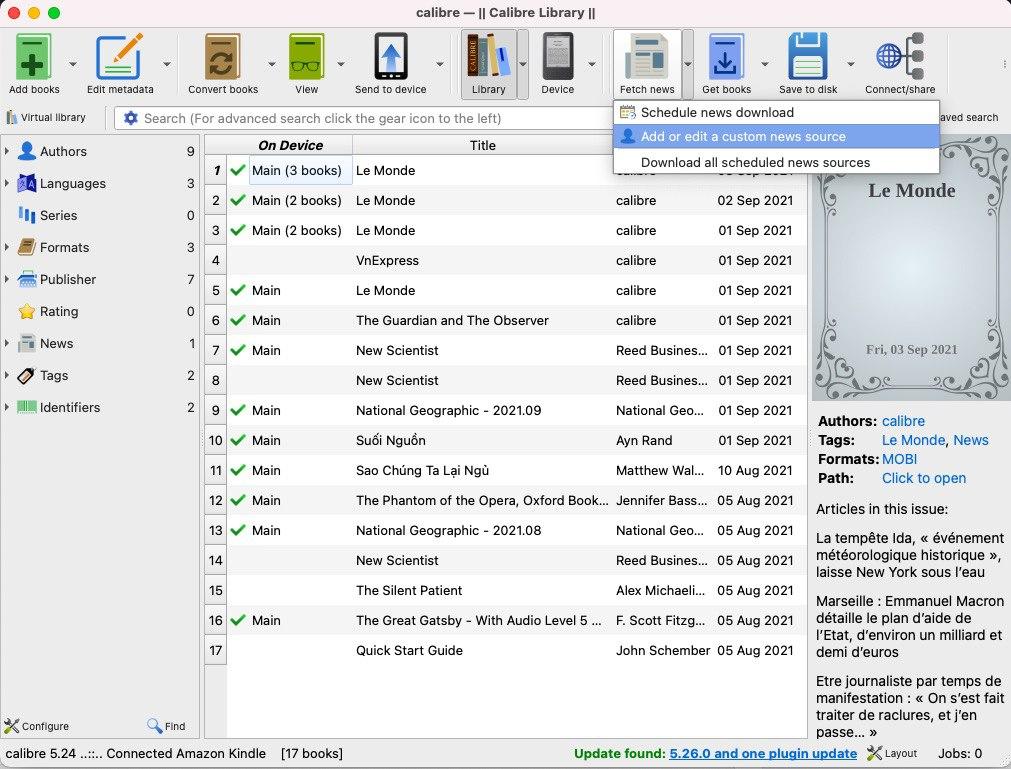 calibre — || Calibre Library ||
Add books
Edit metadata
Convert books
View
Send to device
Library
Device
Fetch news
Get books
Save to disk
Connect/share
Virtual library
Search (For advanced search click the gear icon to the left)
aved search
Schedule news download
Add or edit a custom news source
Download all scheduled news sources
Authors 9
Languages 3
Series 0
Formats 3
Publisher 7
Rating 0
News 1
Tags 2
Identifiers 2
Configure
Find
On Device Title
1 Main (3 books) Le Monde
2 Main (2 books) Le Monde calibre 02 Sep 2021
3 Main (2 books) Le Monde calibre 01 Sep 2021
4 VnExpress calibre 01 Sep 2021
5 Main Le Monde calibre 01 Sep 2021
6 Main The Guardian and The Observer calibre 01 Sep 2021
7 Main New Scientist Reed Busines... 01 Sep 2021
8 New Scientist Reed Busines... 01 Sep 2021
9 Main National Geographic - 2021.09 National Geo... 01 Sep 2021
10 Main Suối Nguồn Ayn Rand 01 Sep 2021
11 Main Sao Chúng Ta Lại Ngủ Matthew Wal... 10 Aug 2021
12 Main The Phantom of the Opera, Oxford Book... Jennifer Bass... 05 Aug 2021
13 Main National Geographic - 2021.08 National Geo... 05 Aug 2021
14 New Scientist Reed Busines... 05 Aug 2021
15 The Silent Patient Alex Michaeli... 05 Aug 2021
16 Main The Great Gatsby - With Audio Level 5 ... F. Scott Fitzg... 05 Aug 2021
17 Quick Start Guide John Schember 05 Aug 2021
Le Monde
Fri, 03 Sep 2021
Authors: calibre
Tags: Le Monde, News
Formats: MOBI
Path: Click to open
Articles in this issue:
La tempête Ida, « événement
météorologique historique »,
laisse New York sous l’eau
Marseille : Emmanuel Macron
détaille le plan d’aide de
l’Etat, d’environ un milliard et
demi d’euros
Etre journaliste par temps de
manifestation : « On s’est fait
traiter de raclures, et j’en
passe... »
calibre 5.24 ..::.. Connected Amazon Kindle [17 books]
Update found: 5.26.0 and one plugin update
Layout
Jobs: 0